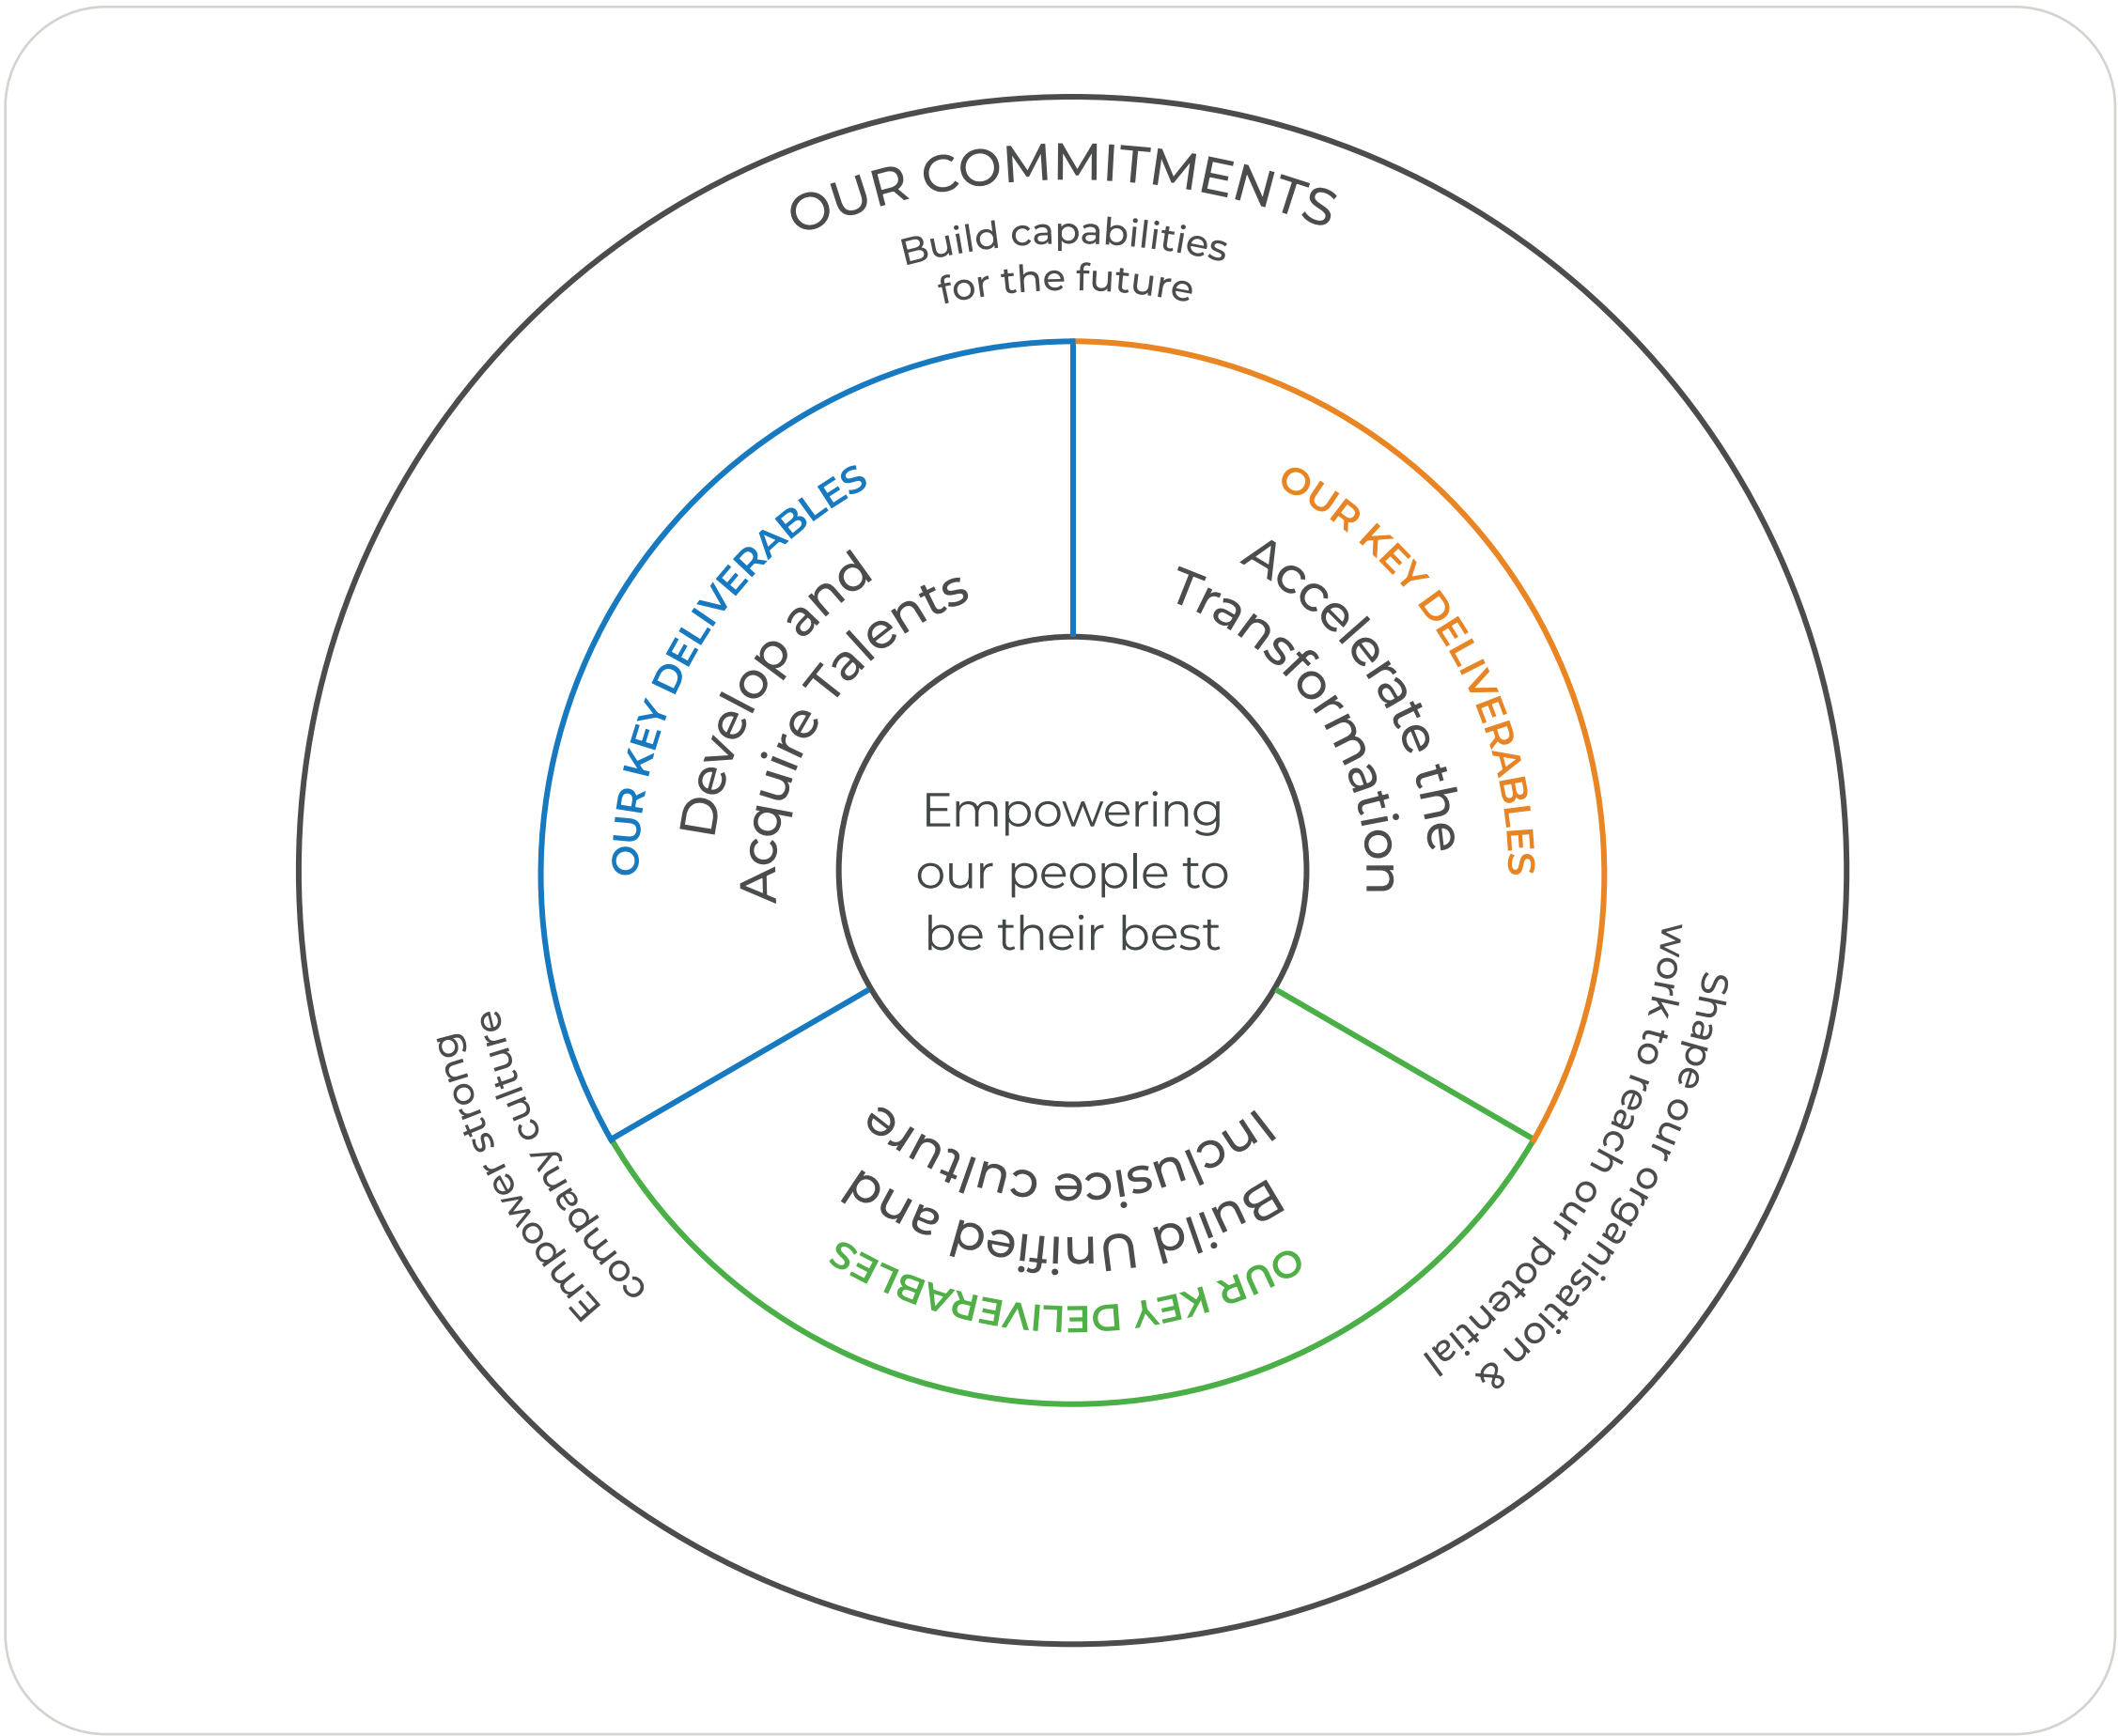 OUR COMMITMENTS
Build capabilities
for the future
OUR KEY DELIVERABLES
Develop and
Acquire Talents
OUR KEY DELIVERABLES
Accelerate the
Transformation
Empowering
our people to
be their best
OUR KEY DELIVERABLES
Build unified and
Inclusice culture
Shape our organisation &
work to reach our potential
Empower strong
company culture